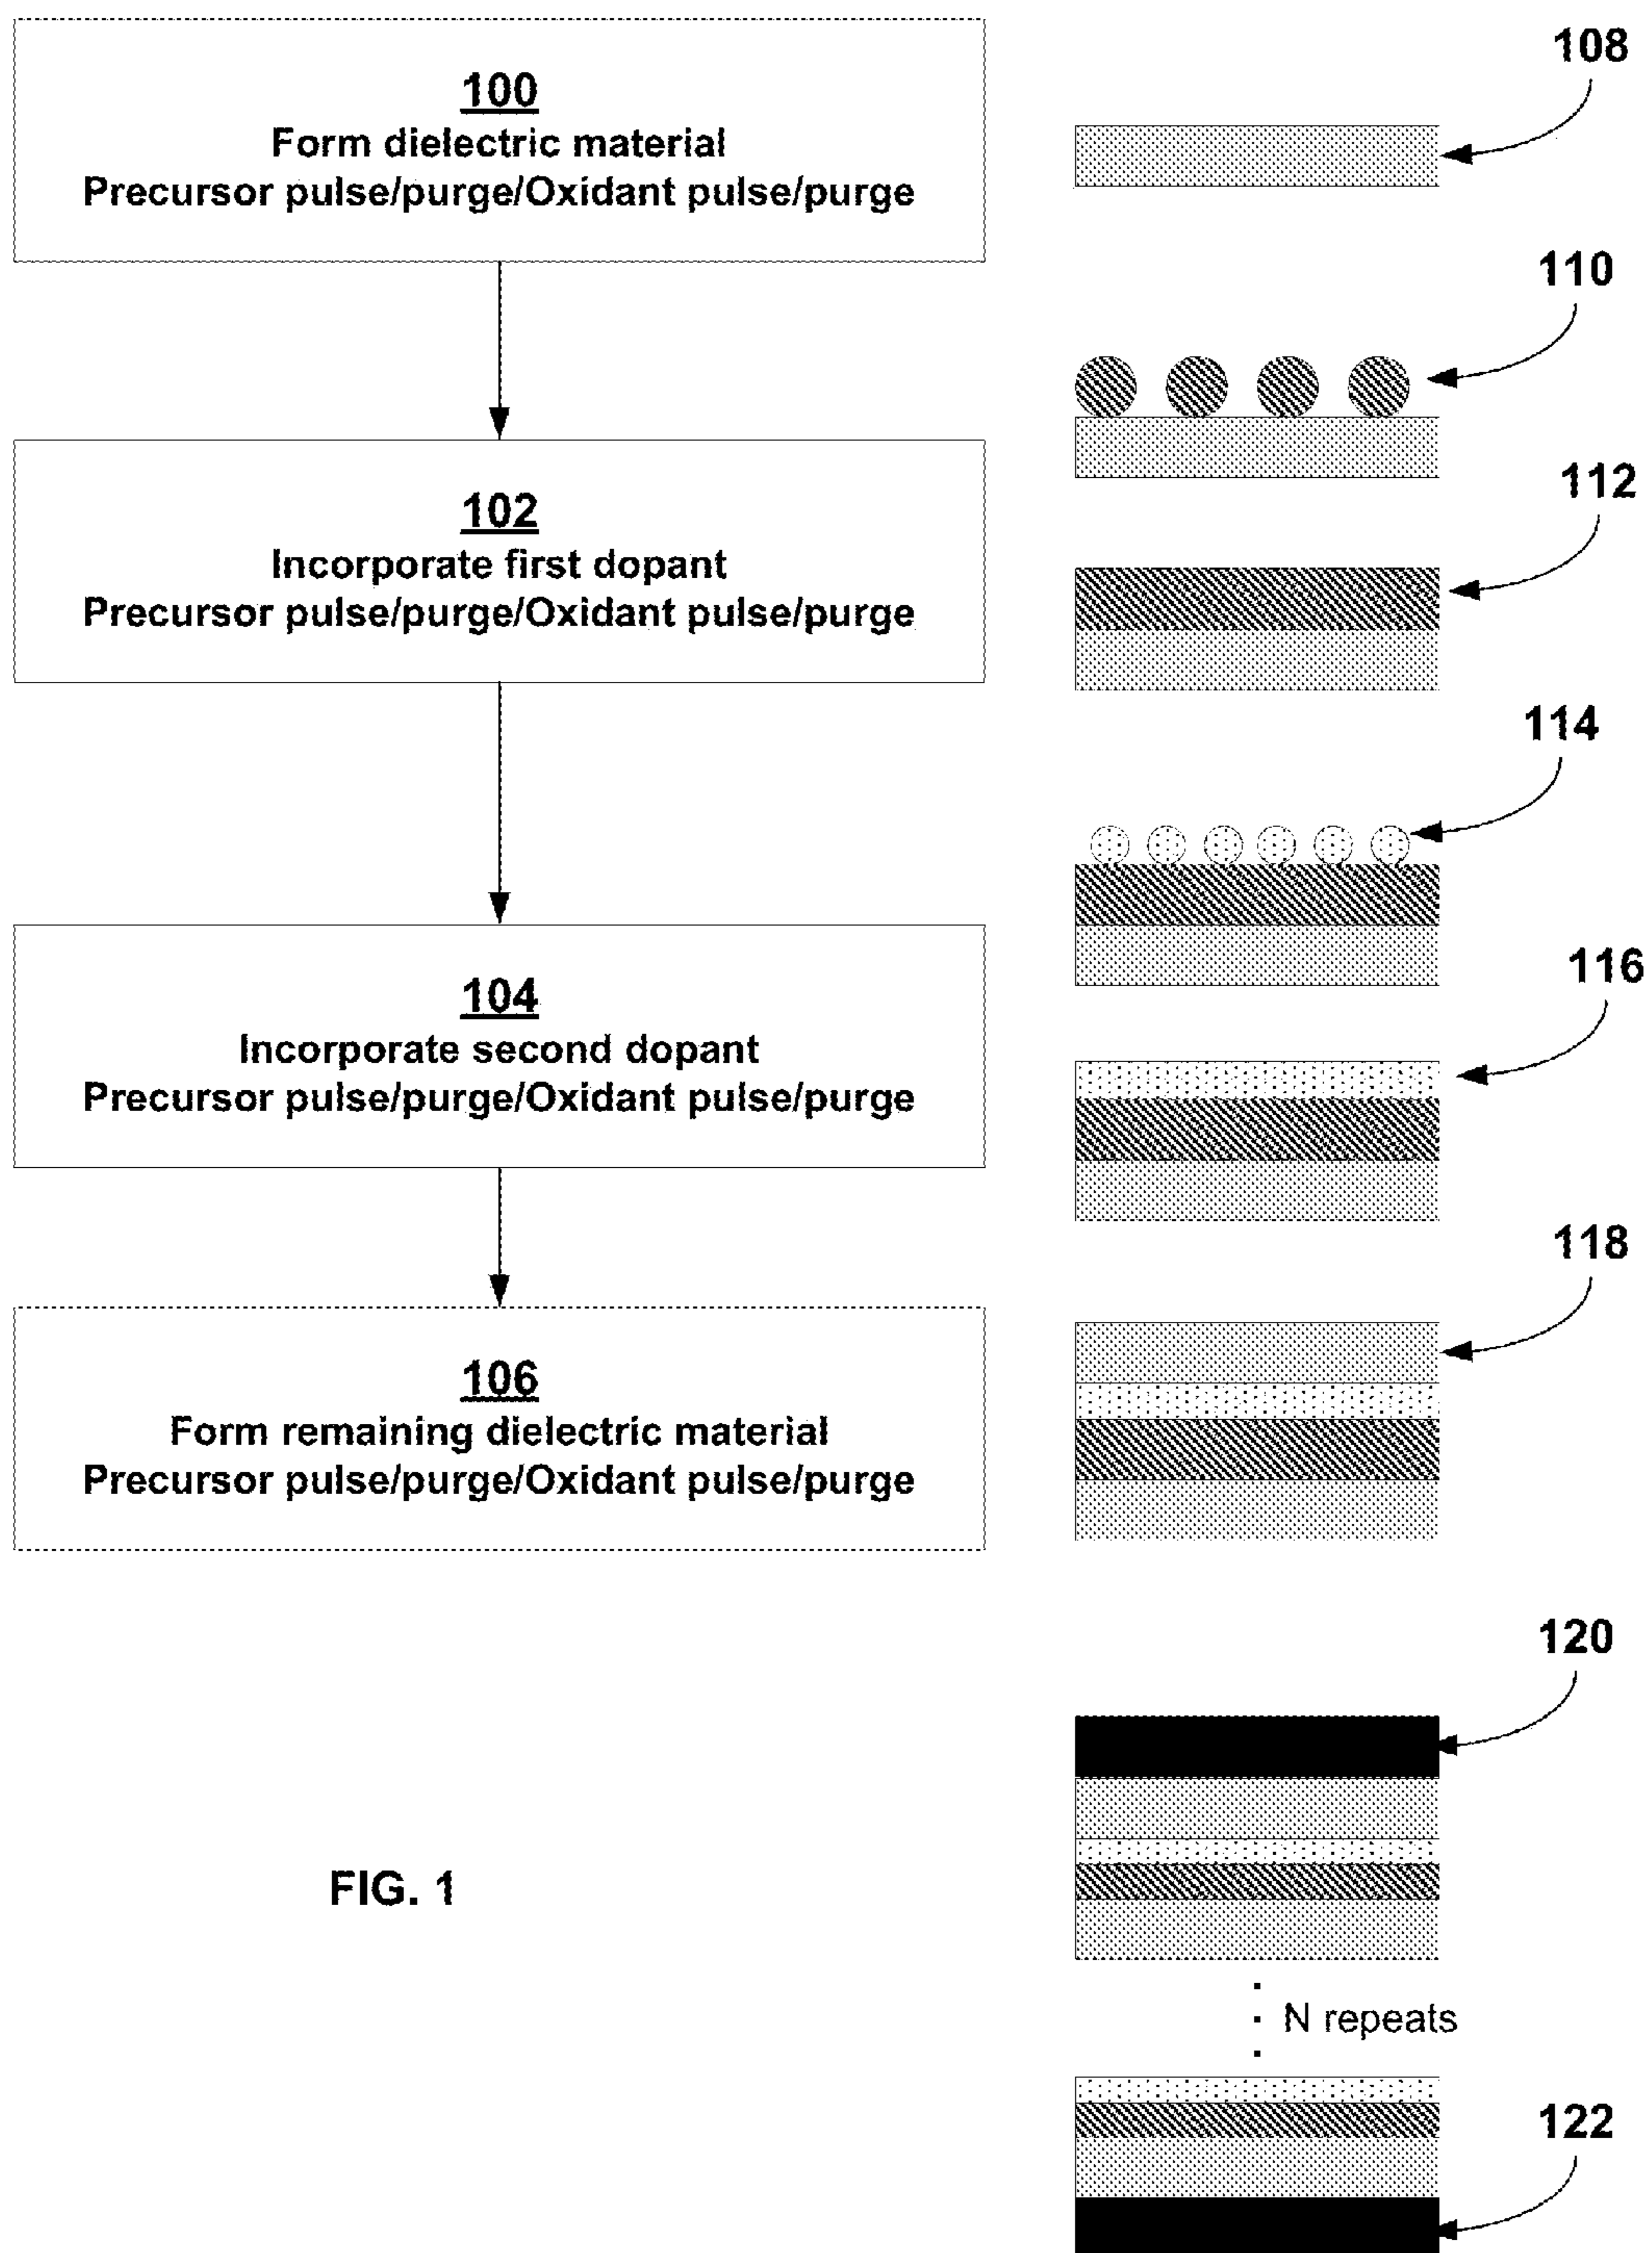 100
Form dielectric material
Precursor pulse/purge/Oxidant pulse/purge
108
110
102
Incorporate first dopant
Precursor pulse/purge/Oxidant pulse/purge
112
114
104
Incorporate second dopant
Precursor pulse/purge/Oxidant pulse/purge
116
118
106
Form remaining dielectric material
Precursor pulse/purge/Oxidant pulse/purge
120
FIG. 1
N repeats
122